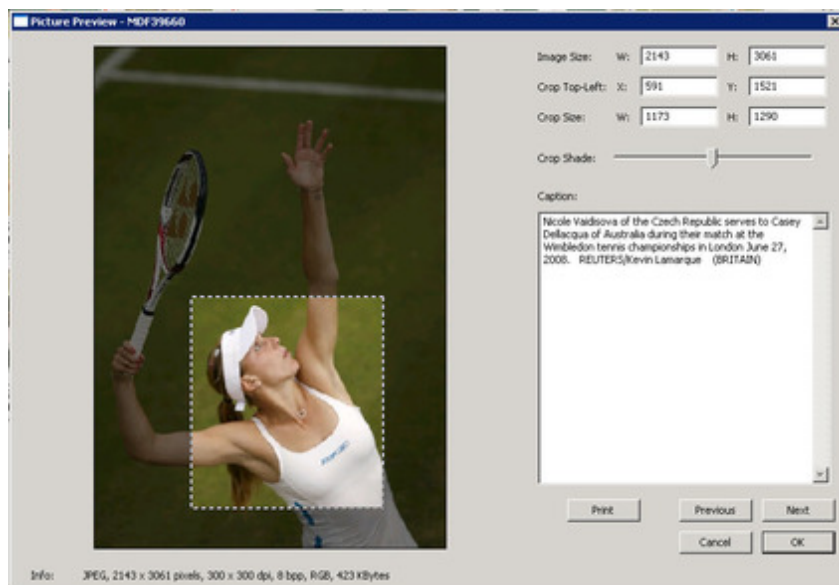 Picture Preview - MDF39660
Image Size: W: 2143 H: 3061
Crop Top-Left: X: 591 Y: 1521
Crop Size: W: 1173 H: 1290
Crop Shade:
Caption:
Nicole Vaidisova of the Czech Republic serves to Casey
Dellacqua of Australia during their match at the
Wimbledon tennis championships in London June 27,
2008. REUTERS/Kevin Lamarque (BRITAIN)
Print Previous Next
Cancel OK
Info: JPEG, 2143 x 3061 pixels, 300 x 300 dpi, 8 bpp, RGB, 423 KBytes